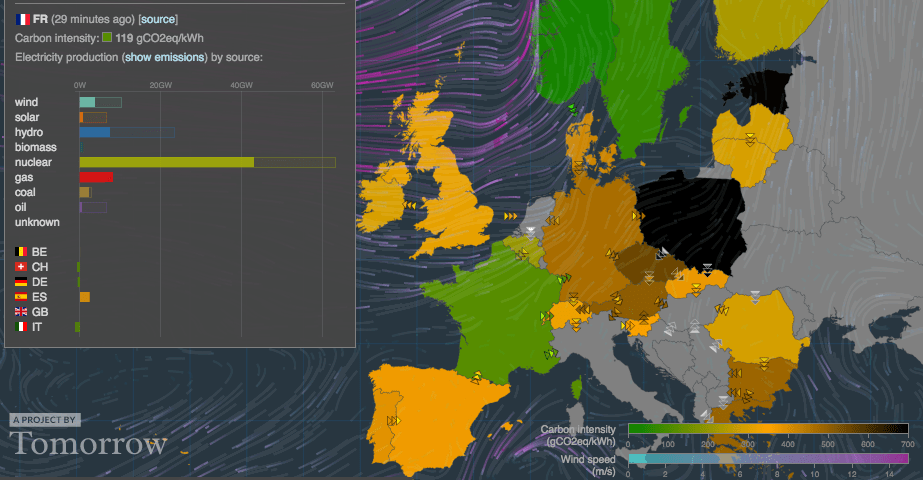 FR (29 minutes ago) [source]
Carbon intensity: 119 gCO2eq/kWh
Electricity production (show emissions) by source:
0W 20GW 40GW 60GW
wind
solar
hydro
biomass
nuclear
gas
coal
oil
unknown
BE
CH
DE
ES
GB
IT
A PROJECT BY
Tomorrow
Carbon intensity
(gCO2eq/kWh)
0 100 200 300 400 500 600 700
Wind speed
(m/s)
0 2 4 6 8 10 12 14